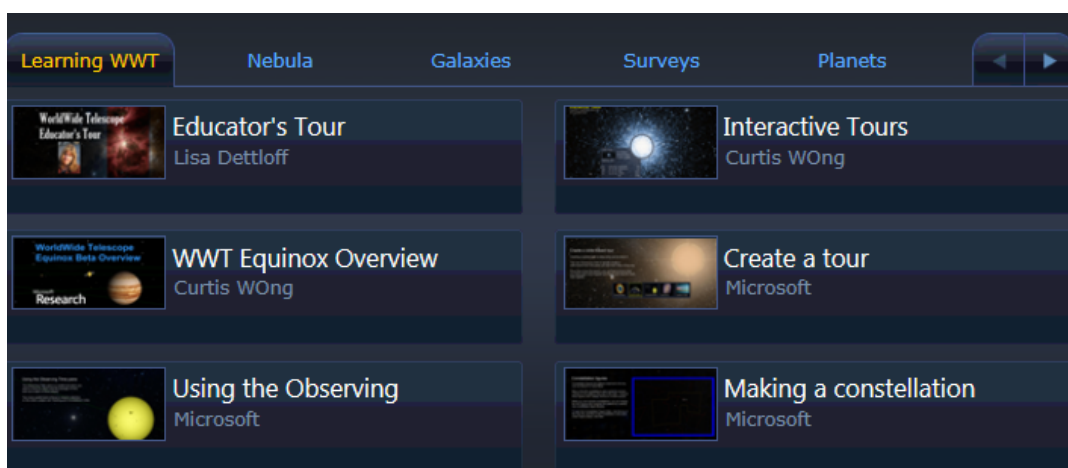 Learning WWT
Nebula
Galaxies
Surveys
Planets
WorldWide Telescope
Educator's Tour
Educator's Tour
Lisa Dettloff
Interactive Tours
Curtis WOng
WorldWide Telescope
Equinox Beta Overview
Microsoft
Research
WWT Equinox Overview
Curtis WOng
Create a tour
Microsoft
Using the Observing
Microsoft
Making a constellation
Microsoft